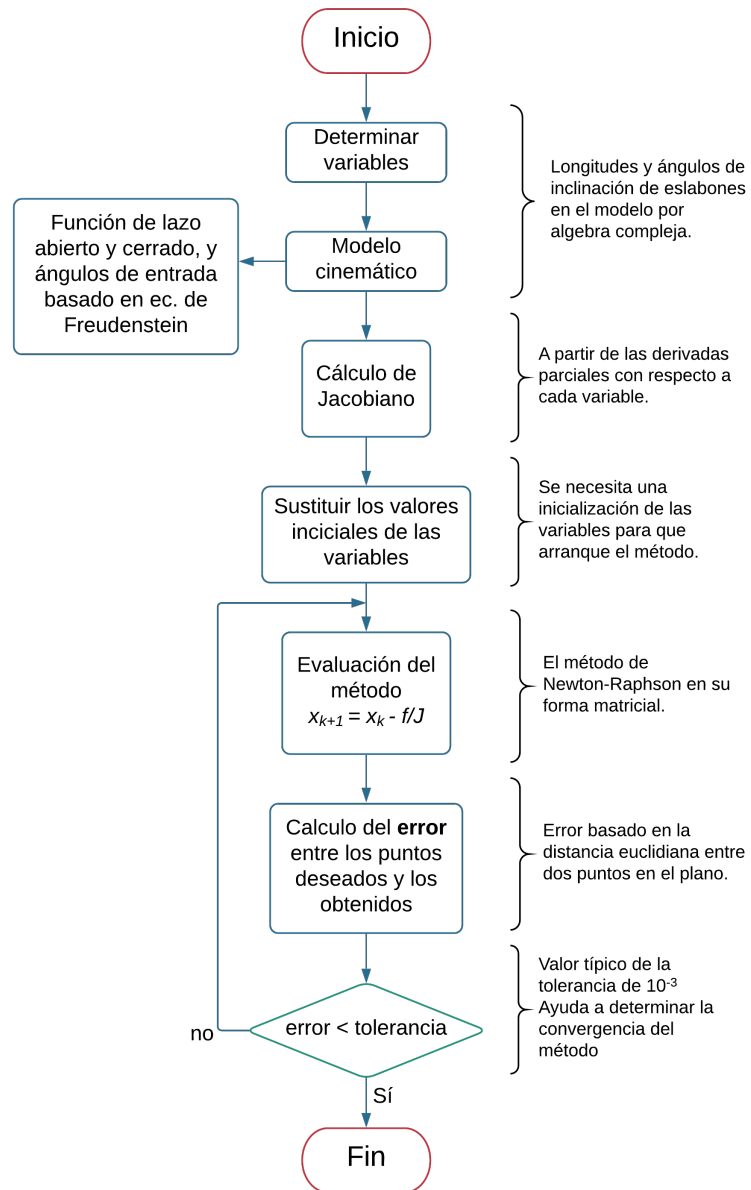 Inicio
Determinar
variables
Longitudes y ángulos de
inclinación de eslabones
en el modelo por
algebra compleja.
Función de lazo
abierto y cerrado, y
ángulos de entrada
basado en ec. de
Freudenstein
Modelo
cinemático
Cálculo de
Jacobiano
A partir de las derivadas
parciales con respecto a
cada variable.
Sustituir los valores
inciciales de las
variables
Se necesita una
inicialización de las
variables para que
arranque el método.
Evaluación del
método
x_{k+1} = x_k - f/J
El método de
Newton-Raphson en su
forma matricial.
Calculo del error
entre los puntos
deseados y los
obtenidos
Error basado en la
distancia euclidiana entre
dos puntos en el plano.
error < tolerancia
no
Sí
Valor típico de la
tolerancia de 10^{-3}
Ayuda a determinar la
convergencia del
método
Fin